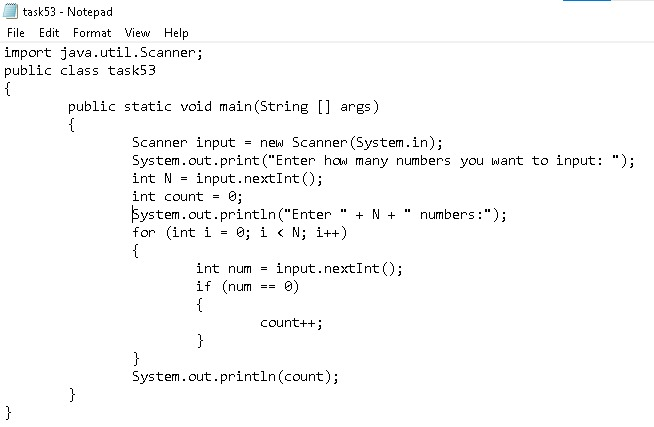 task53 - Notepad
File Edit Format View Help
import java.util.Scanner;
public class task53
{
        public static void main(String [] args)
        {
                Scanner input = new Scanner(System.in);
                System.out.print("Enter how many numbers you want to input: ");
                int N = input.nextInt();
                int count = 0;
                System.out.println("Enter " + N + " numbers:");
                for (int i = 0; i < N; i++)
                {
                        int num = input.nextInt();
                        if (num == 0)
                        {
                                count++;
                        }
                }
                System.out.println(count);
        }
}